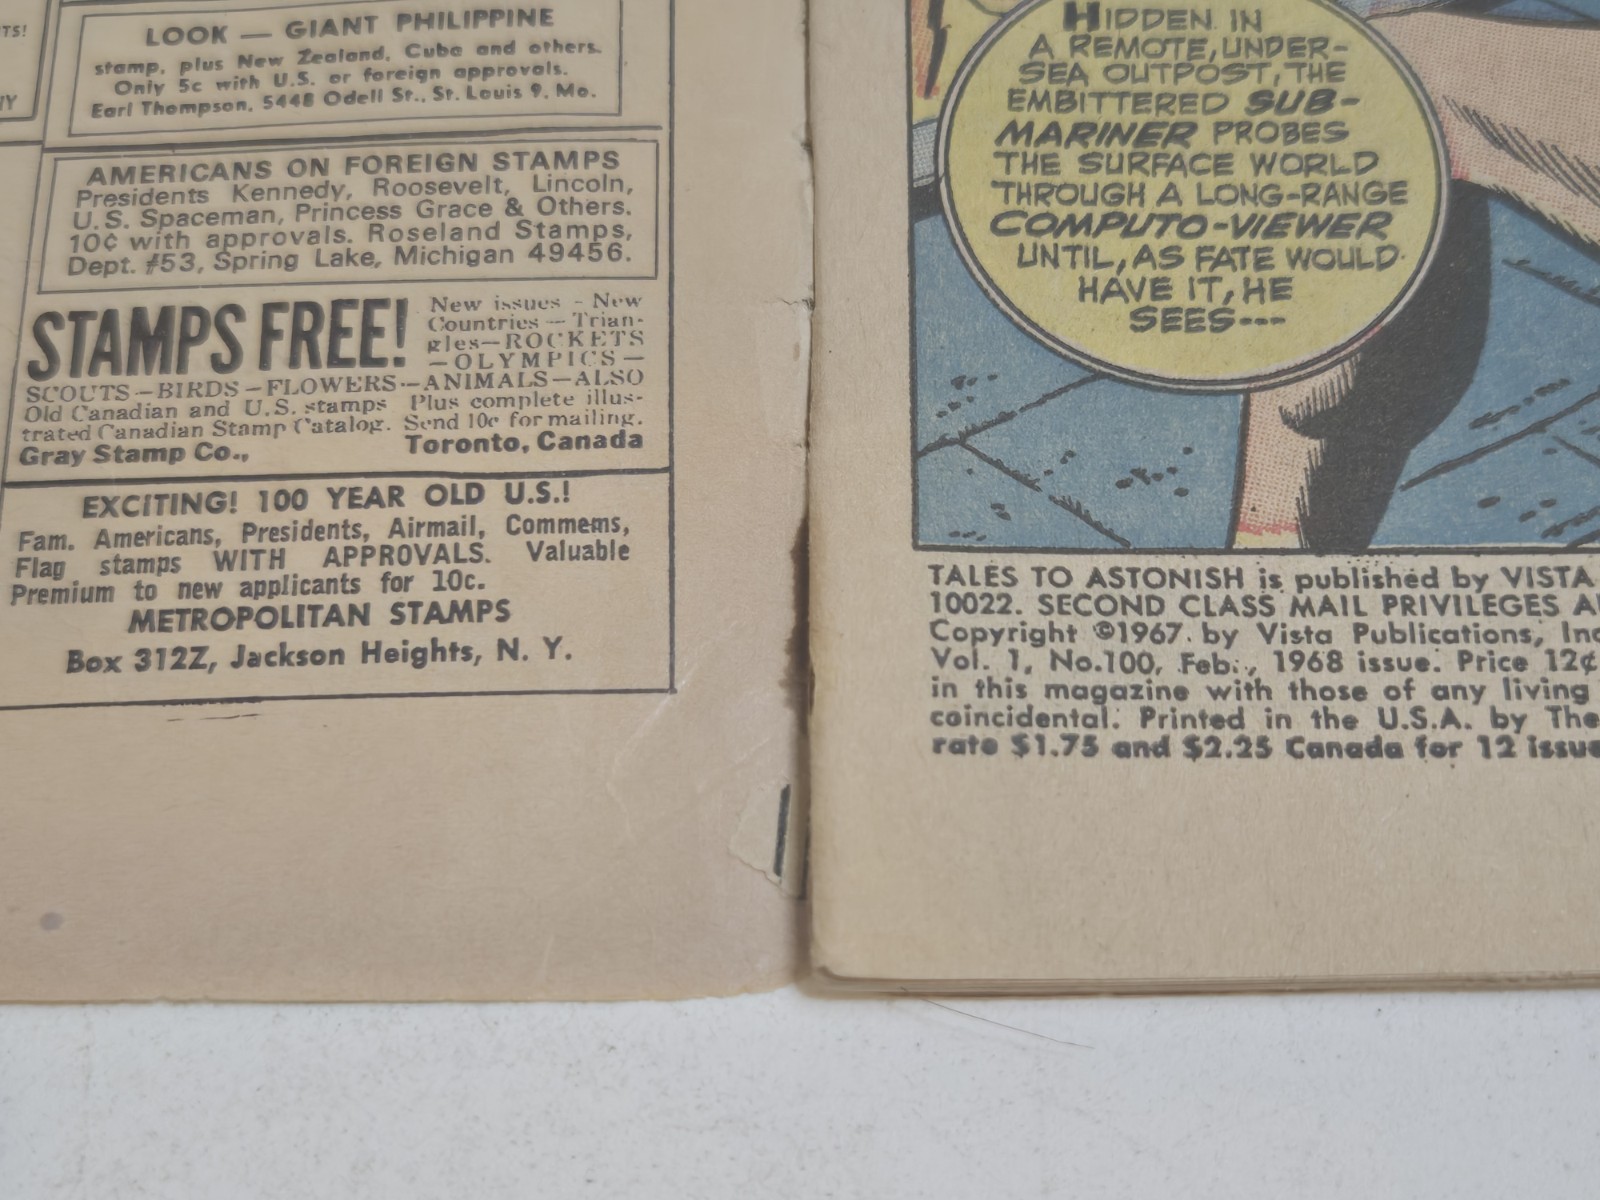 TS!
LOOK — GIANT PHILIPPINE
stamp, plus New Zealand, Cuba and others.
Only 5c with U.S. or foreign approvals.
Earl Thompson, 5448 Odell St., St. Louis 9, Mo.
AMERICANS ON FOREIGN STAMPS
Presidents Kennedy, Roosevelt, Lincoln,
U.S. Spaceman, Princess Grace & Others.
10¢ with approvals. Roseland Stamps,
Dept. #53, Spring Lake, Michigan 49456.
STAMPS FREE!
New issues - New
Countries — Trian-
gles—ROCKETS
—OLYMPICS—
SCOUTS—BIRDS—FLOWERS—ANIMALS—ALSO
Old Canadian and U.S. stamps Plus complete illus-
trated Canadian Stamp Catalog. Send 10c for mailing.
Gray Stamp Co., Toronto, Canada
EXCITING! 100 YEAR OLD U.S.!
Fam. Americans, Presidents, Airmail, Commems,
Flag stamps WITH APPROVALS. Valuable
Premium to new applicants for 10c.
METROPOLITAN STAMPS
Box 312Z, Jackson Heights, N. Y.
HIDDEN IN
A REMOTE, UNDER-
SEA OUTPOST, THE
EMBITTERED SUB-
MARINER PROBES
THE SURFACE WORLD
THROUGH A LONG-RANGE
COMPUTO-VIEWER
UNTIL, AS FATE WOULD
HAVE IT, HE
SEES---
TALES TO ASTONISH is published by VISTA
10022. SECOND CLASS MAIL PRIVILEGES A
Copyright ©1967 by Vista Publications, Inc
Vol. 1, No.100, Feb., 1968 issue. Price 12¢
in this magazine with those of any living
coincidental. Printed in the U.S.A. by The
rate $1.75 and $2.25 Canada for 12 issue